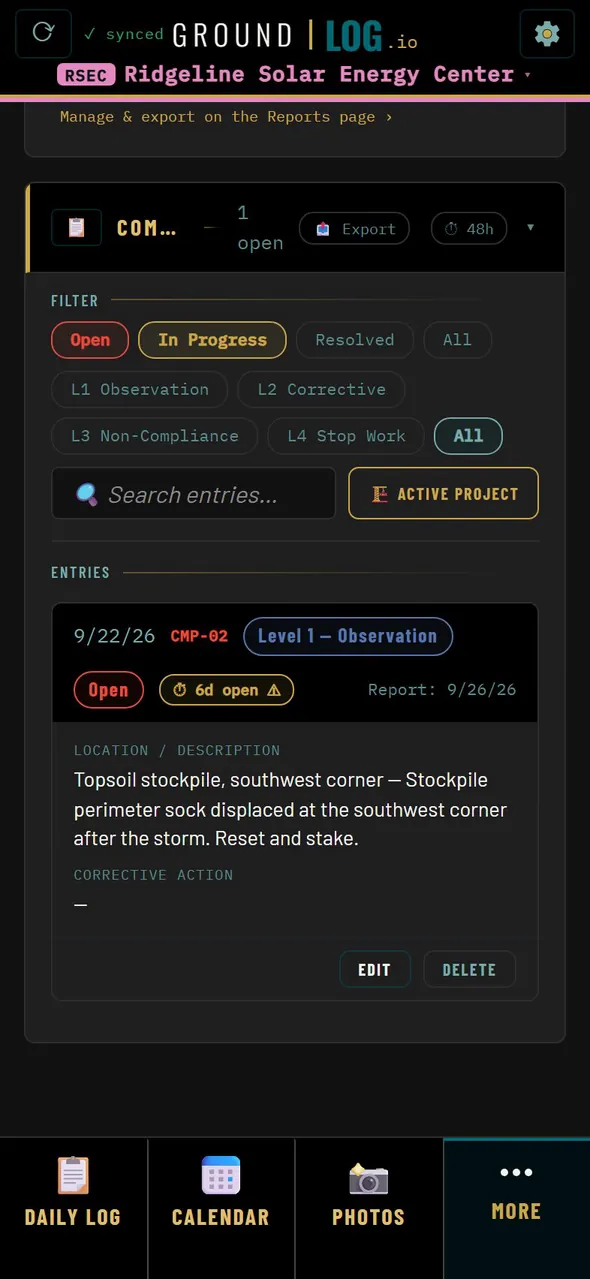 ✓ synced GROUND | LOG.io
RSEC Ridgeline Solar Energy Center ▾
Manage & export on the Reports page ›
COM… — 1 open Export ⏱ 48h ▼
FILTER
Open In Progress Resolved All
L1 Observation L2 Corrective
L3 Non-Compliance L4 Stop Work All
Search entries… ACTIVE PROJECT
ENTRIES
9/22/26 CMP-02 Level 1 — Observation
Open ⏱ 6d open ⚠ Report: 9/26/26
LOCATION / DESCRIPTION
Topsoil stockpile, southwest corner — Stockpile
perimeter sock displaced at the southwest corner
after the storm. Reset and stake.
CORRECTIVE ACTION
—
EDIT DELETE
DAILY LOG CALENDAR PHOTOS MORE